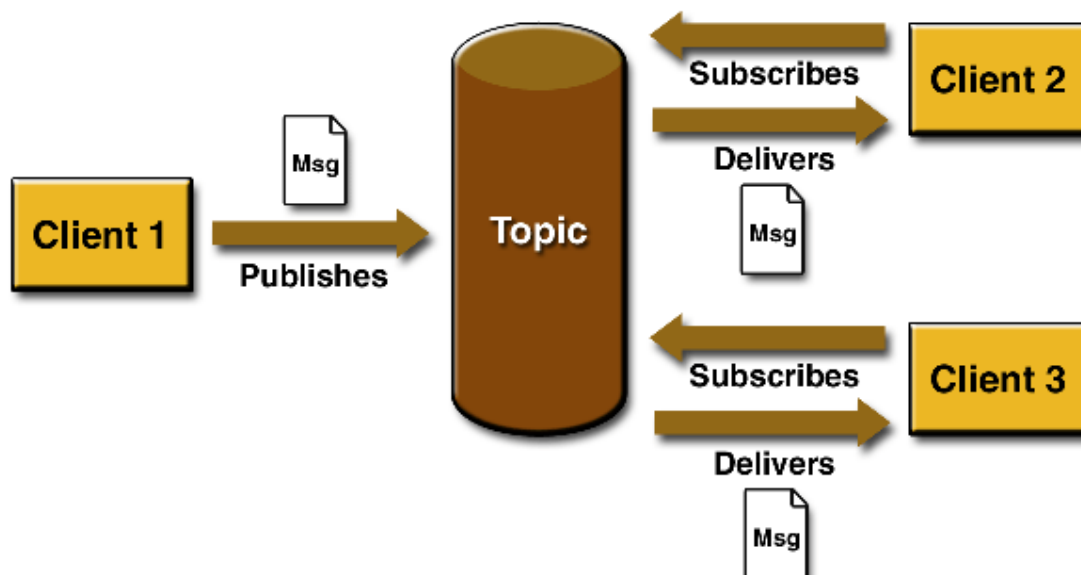 Subscribes
Client 2
Msg
Delivers
Client 1
Topic
Msg
Publishes
Subscribes
Client 3
Delivers
Msg